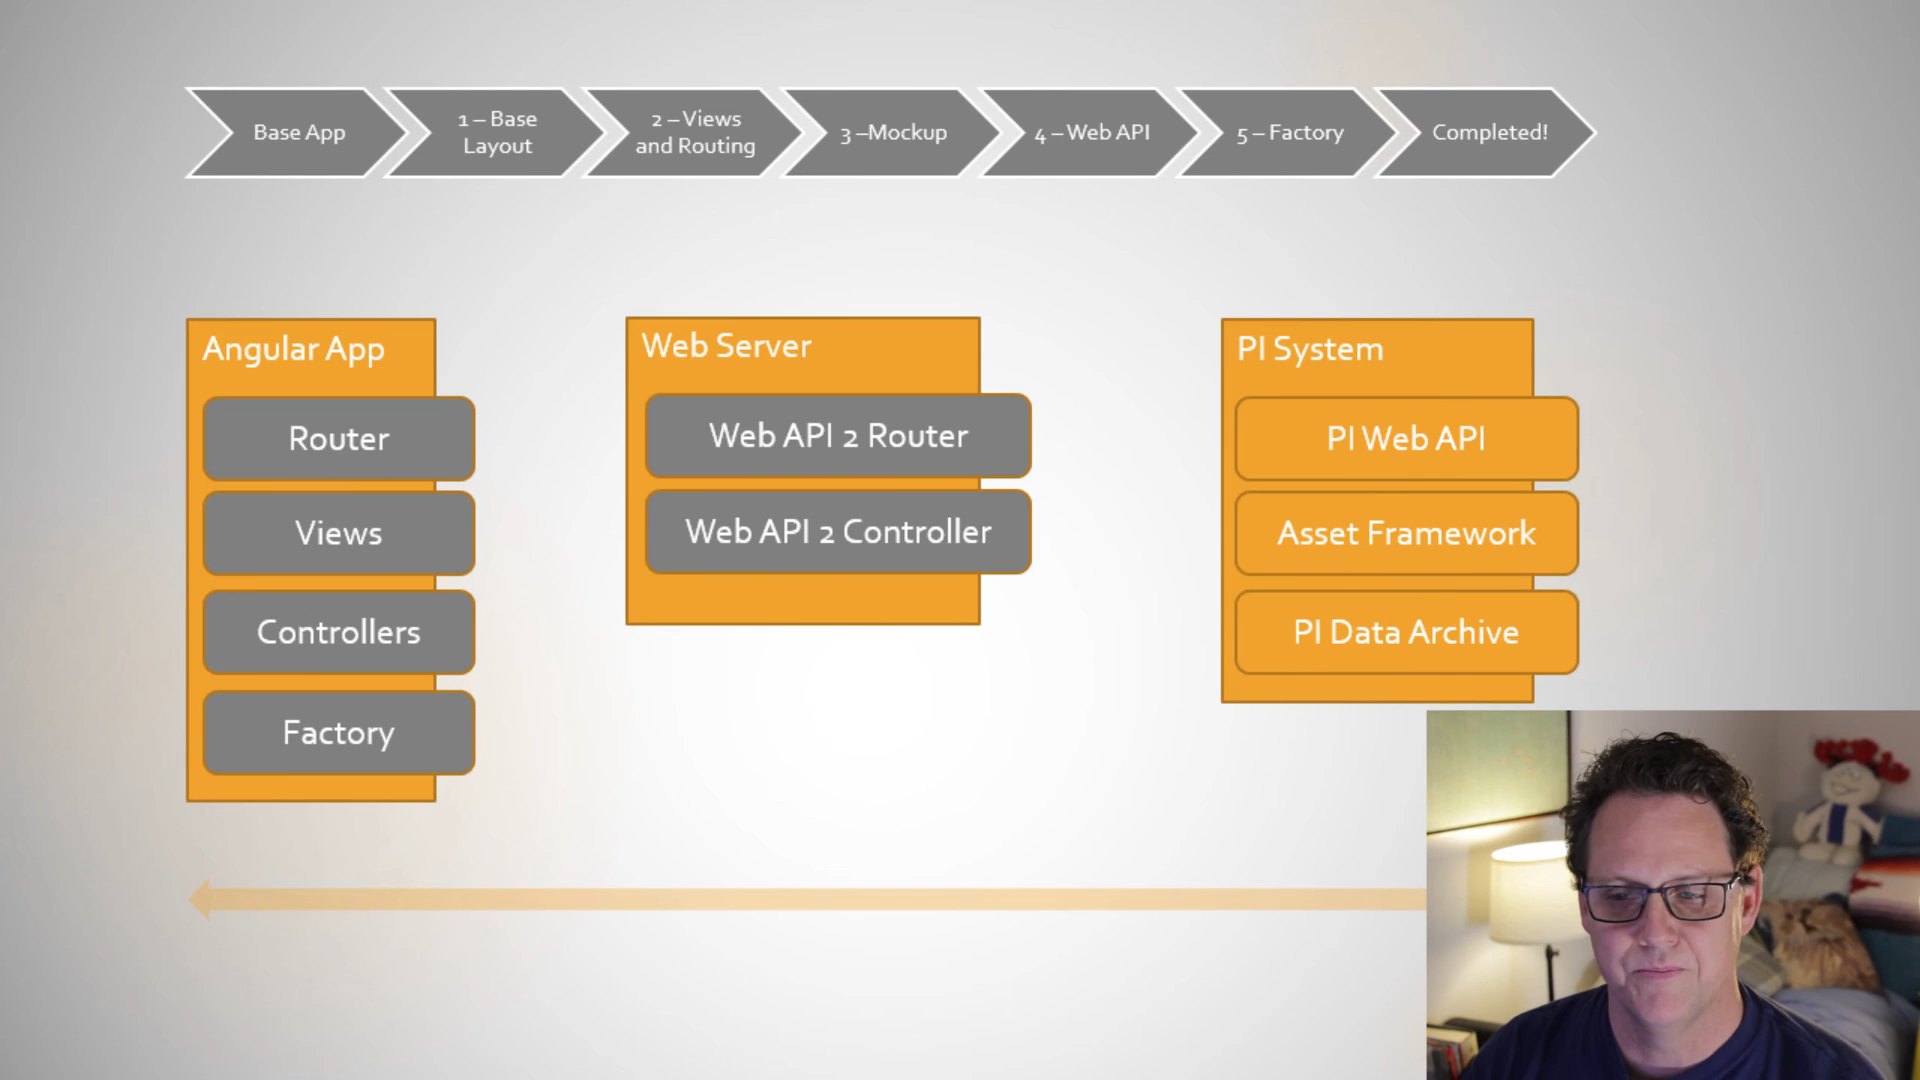 Base App
1 – Base
Layout
2 – Views
and Routing
3 –Mockup
4 – Web API
5 – Factory
Completed!
Angular App
Router
Views
Controllers
Factory
Web Server
Web API 2 Router
Web API 2 Controller
PI System
PI Web API
Asset Framework
PI Data Archive